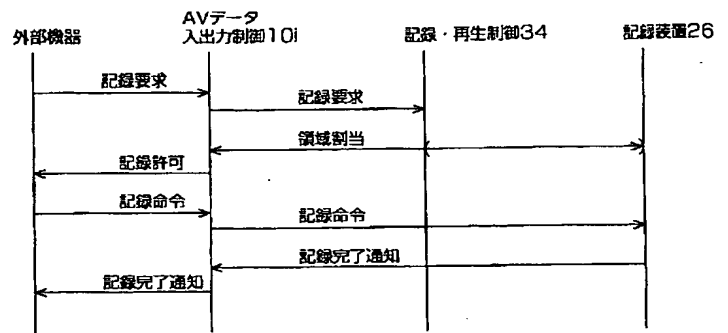 外部機器
AVデータ
入出力制御10i
記録・再生制御34
記録装置26
記録要求
記録要求
領域割当
記録許可
記録命令
記録命令
記録完了通知
記録完了通知